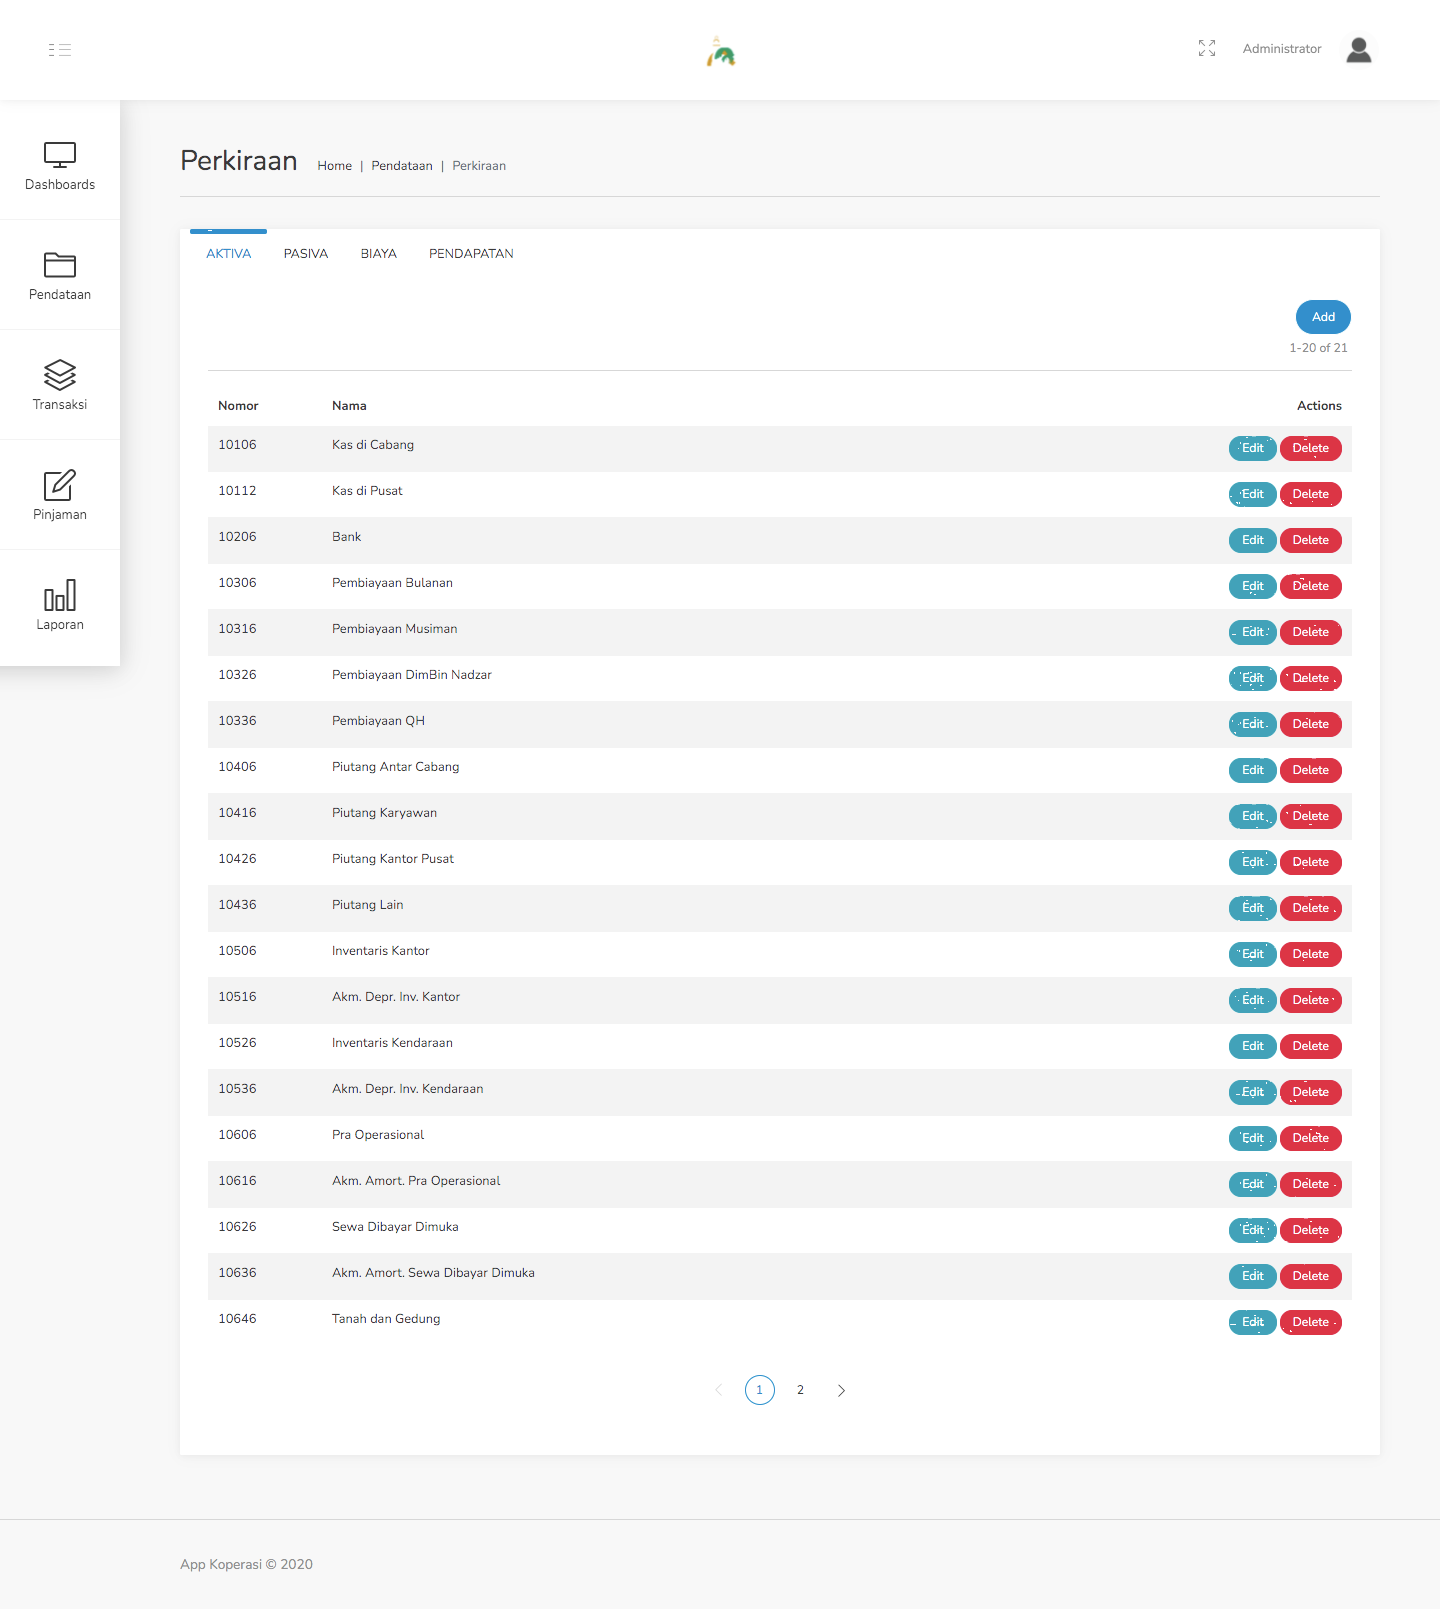 Administrator
Dashboards
Pendataan
Transaksi
Pinjaman
Laporan
Perkiraan Home | Pendataan | Perkiraan
AKTIVA PASIVA BIAYA PENDAPATAN
Add
1-20 of 21
Nomor Nama Actions
10106 Kas di Cabang Edit Delete
10112 Kas di Pusat Edit Delete
10206 Bank Edit Delete
10306 Pembiayaan Bulanan Edit Delete
10316 Pembiayaan Musiman Edit Delete
10326 Pembiayaan DimBin Nadzar Edit Delete
10336 Pembiayaan QH Edit Delete
10406 Piutang Antar Cabang Edit Delete
10416 Piutang Karyawan Edit Delete
10426 Piutang Kantor Pusat Edit Delete
10436 Piutang Lain Edit Delete
10506 Inventaris Kantor Edit Delete
10516 Akm. Depr. Inv. Kantor Edit Delete
10526 Inventaris Kendaraan Edit Delete
10536 Akm. Depr. Inv. Kendaraan Edit Delete
10606 Pra Operasional Edit Delete
10616 Akm. Amort. Pra Operasional Edit Delete
10626 Sewa Dibayar Dimuka Edit Delete
10636 Akm. Amort. Sewa Dibayar Dimuka Edit Delete
10646 Tanah dan Gedung Edit Delete
1 2
App Koperasi © 2020